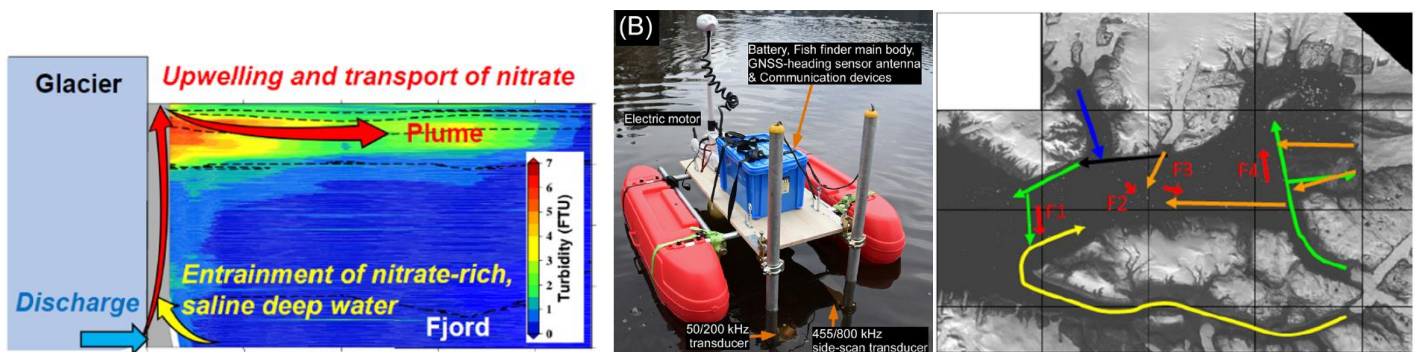 Glacier
Upwelling and transport of nitrate
Plume
Entrainment of nitrate-rich,
saline deep water
Discharge
Fjord
Turbidity (FTU)
7
6
5
4
3
2
1
0
(B)
Battery, Fish finder main body,
GNSS-heading sensor antenna
& Communication devices
Electric motor
50/200 kHz
transducer
455/800 kHz
side-scan transducer
F3
F4
F2
F1